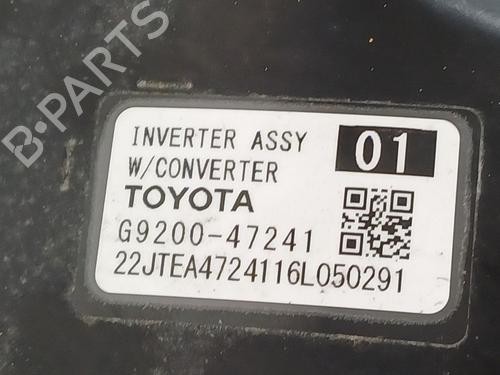 B·PARTS
INVERTER ASSY 01
W/CONVERTER
TOYOTA
G9200-47241
22JTEA4724116L050291